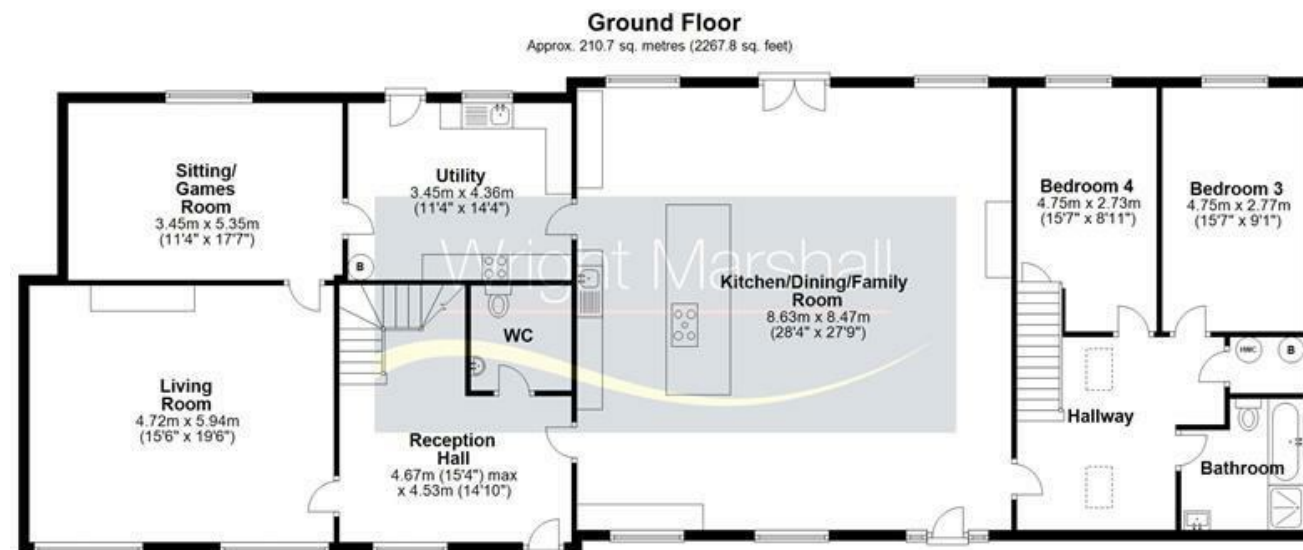 Ground Floor
Approx. 210.7 sq. metres (2267.8 sq. feet)
Sitting/
Games
Room
3.45m x 5.35m
(11'4" x 17'7")
Utility
3.45m x 4.36m
(11'4" x 14'4")
B
Bedroom 4
4.75m x 2.73m
(15'7" x 8'11")
Bedroom 3
4.75m x 2.77m
(15'7" x 9'1")
Wright Marshall
Kitchen/Dining/Family
Room
8.63m x 8.47m
(28'4" x 27'9")
WC
Living
Room
4.72m x 5.94m
(15'6" x 19'6")
Reception
Hall
4.67m (15'4") max
x 4.53m (14'10")
HWC
B
Hallway
Bathroom